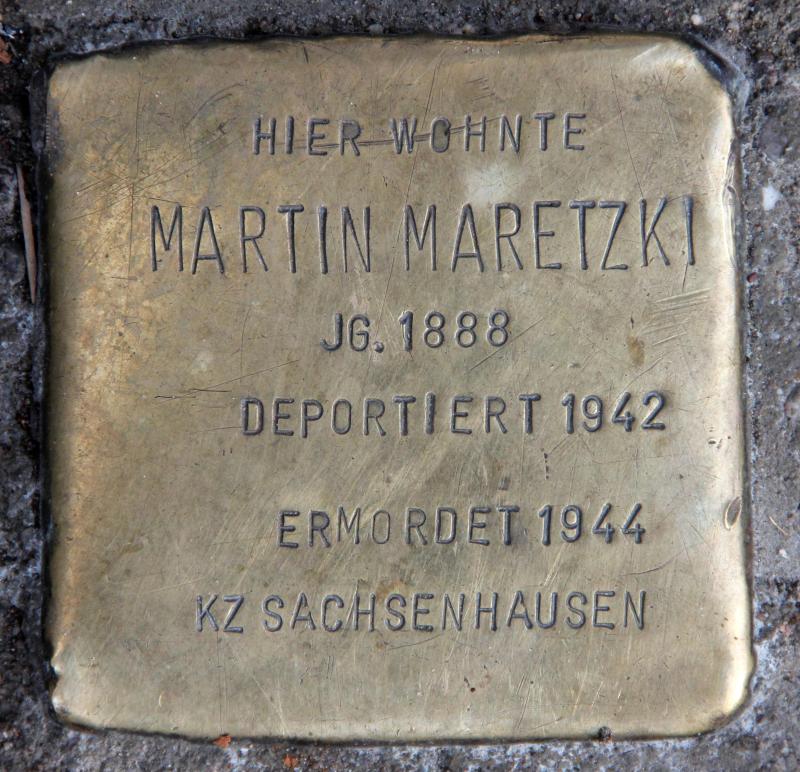 HIER WOHNTE
MARTIN MARETZKI
JG. 1888
DEPORTIERT 1942
ERMORDET 1944
KZ SACHSENHAUSEN